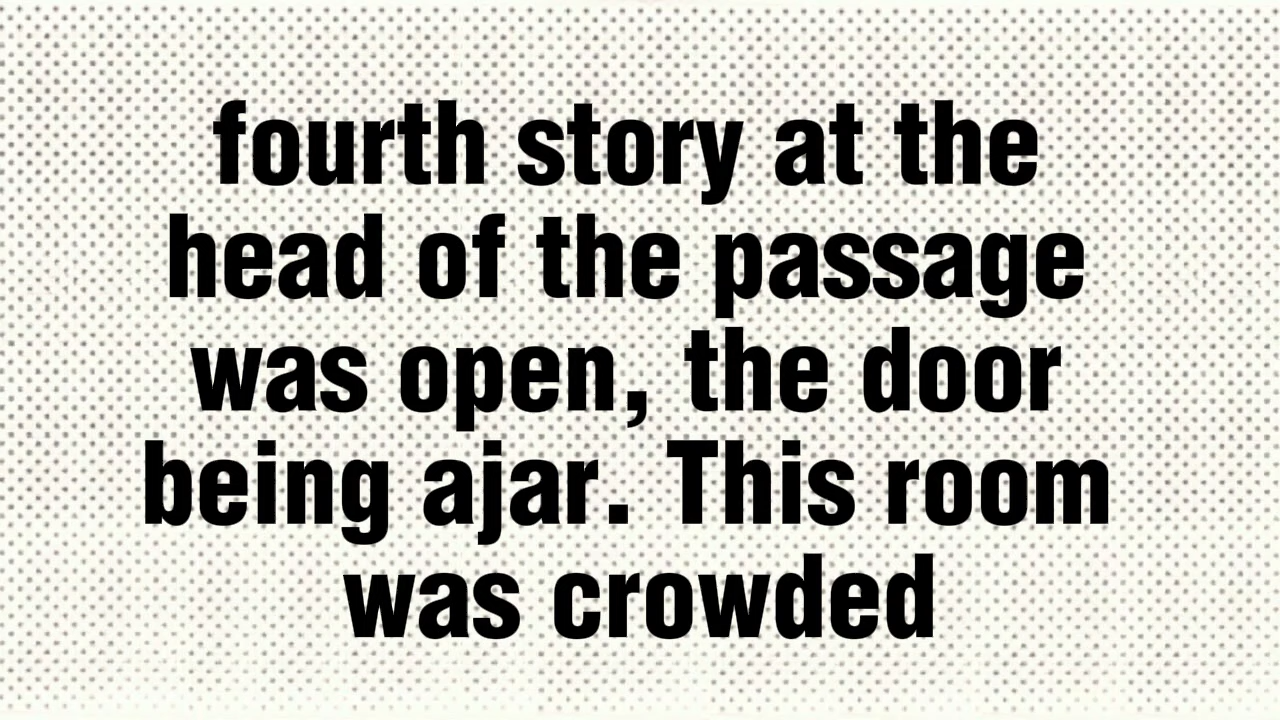 fourth story at the
head of the passage
was open, the door
being ajar. This room
was crowded